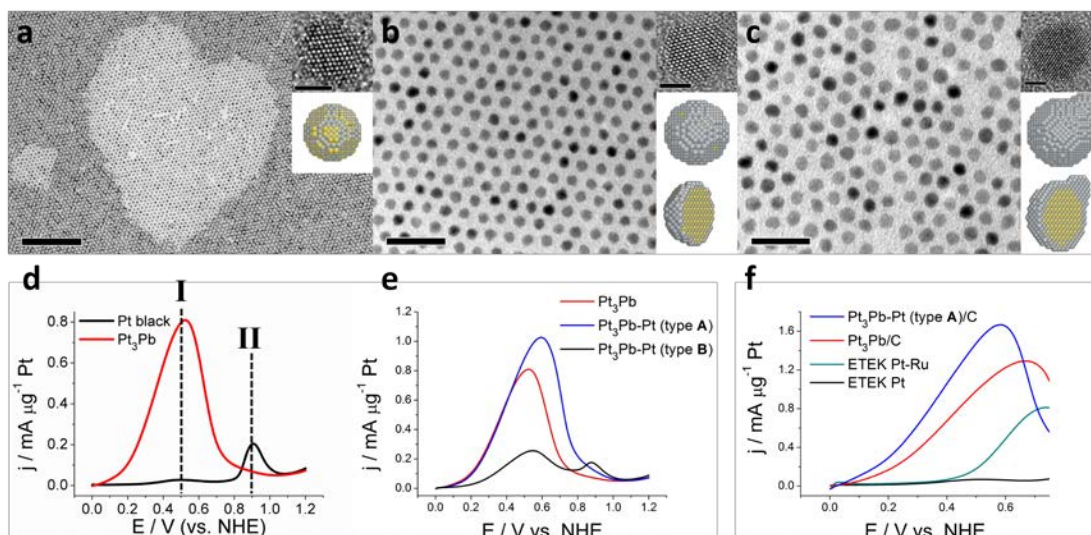 a
b
c
d
I
II
Pt black
Pt₃Pb
0.8
0.6
0.4
0.2
0.0
j / mA μg⁻¹ Pt
0.0 0.2 0.4 0.6 0.8 1.0 1.2
E / V (vs. NHE)
e
Pt₃Pb
Pt₃Pb-Pt (type A)
Pt₃Pb-Pt (type B)
1.2
1.0
0.8
0.6
0.4
0.2
0.0
j / mA μg⁻¹ Pt
0.0 0.2 0.4 0.6 0.8 1.0 1.2
E / V vs. NHE
f
Pt₃Pb-Pt (type A)/C
Pt₃Pb/C
ETEK Pt-Ru
ETEK Pt
1.6
1.2
0.8
0.4
0.0
j / mA μg⁻¹ Pt
0.0 0.2 0.4 0.6
E / V vs. NHE